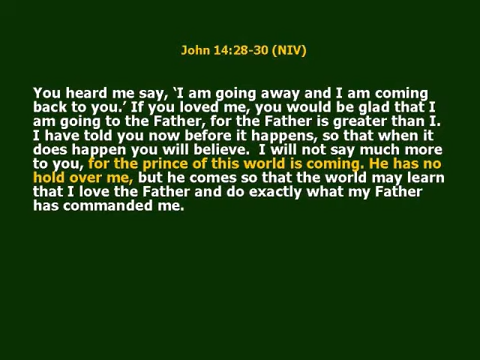 John 14:28-30 (NIV)
You heard me say, ‘I am going away and I am coming
back to you.’ If you loved me, you would be glad that I
am going to the Father, for the Father is greater than I.
I have told you now before it happens, so that when it
does happen you will believe.  I will not say much more
to you, for the prince of this world is coming. He has no
hold over me, but he comes so that the world may learn
that I love the Father and do exactly what my Father
has commanded me.